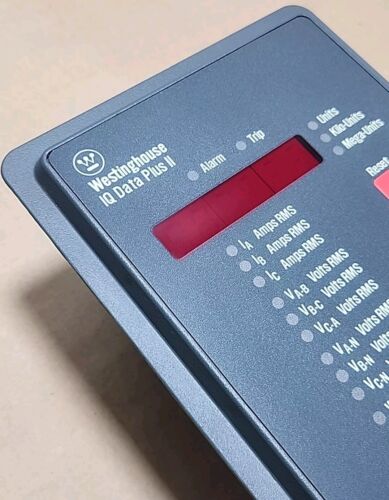 W
Westinghouse
IQ Data Plus II
Alarm
Trip
Units
Kilo-Units
Mega-Units
Reset
IA Amps RMS
IB Amps RMS
IC Amps RMS
VA-B Volts RMS
VB-C Volts RMS
VC-A Volts RMS
VA-N Volts RMS
VB-N Volts
VC-N